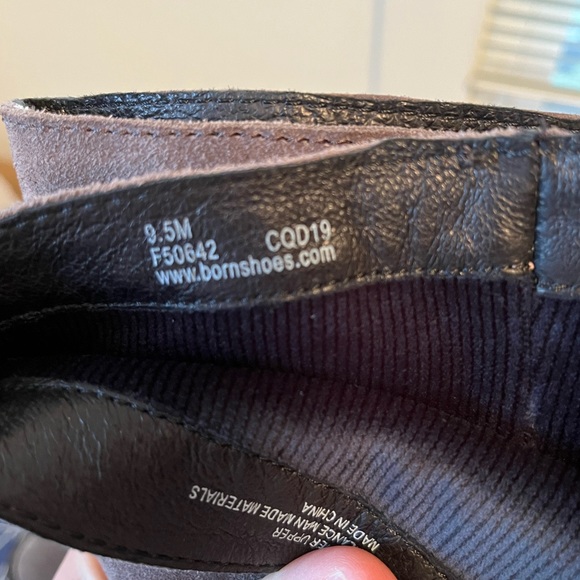 9.5M
F50642 CQD19
www.bornshoes.com
UPPER
MAN MADE MATERIALS
MADE IN CHINA